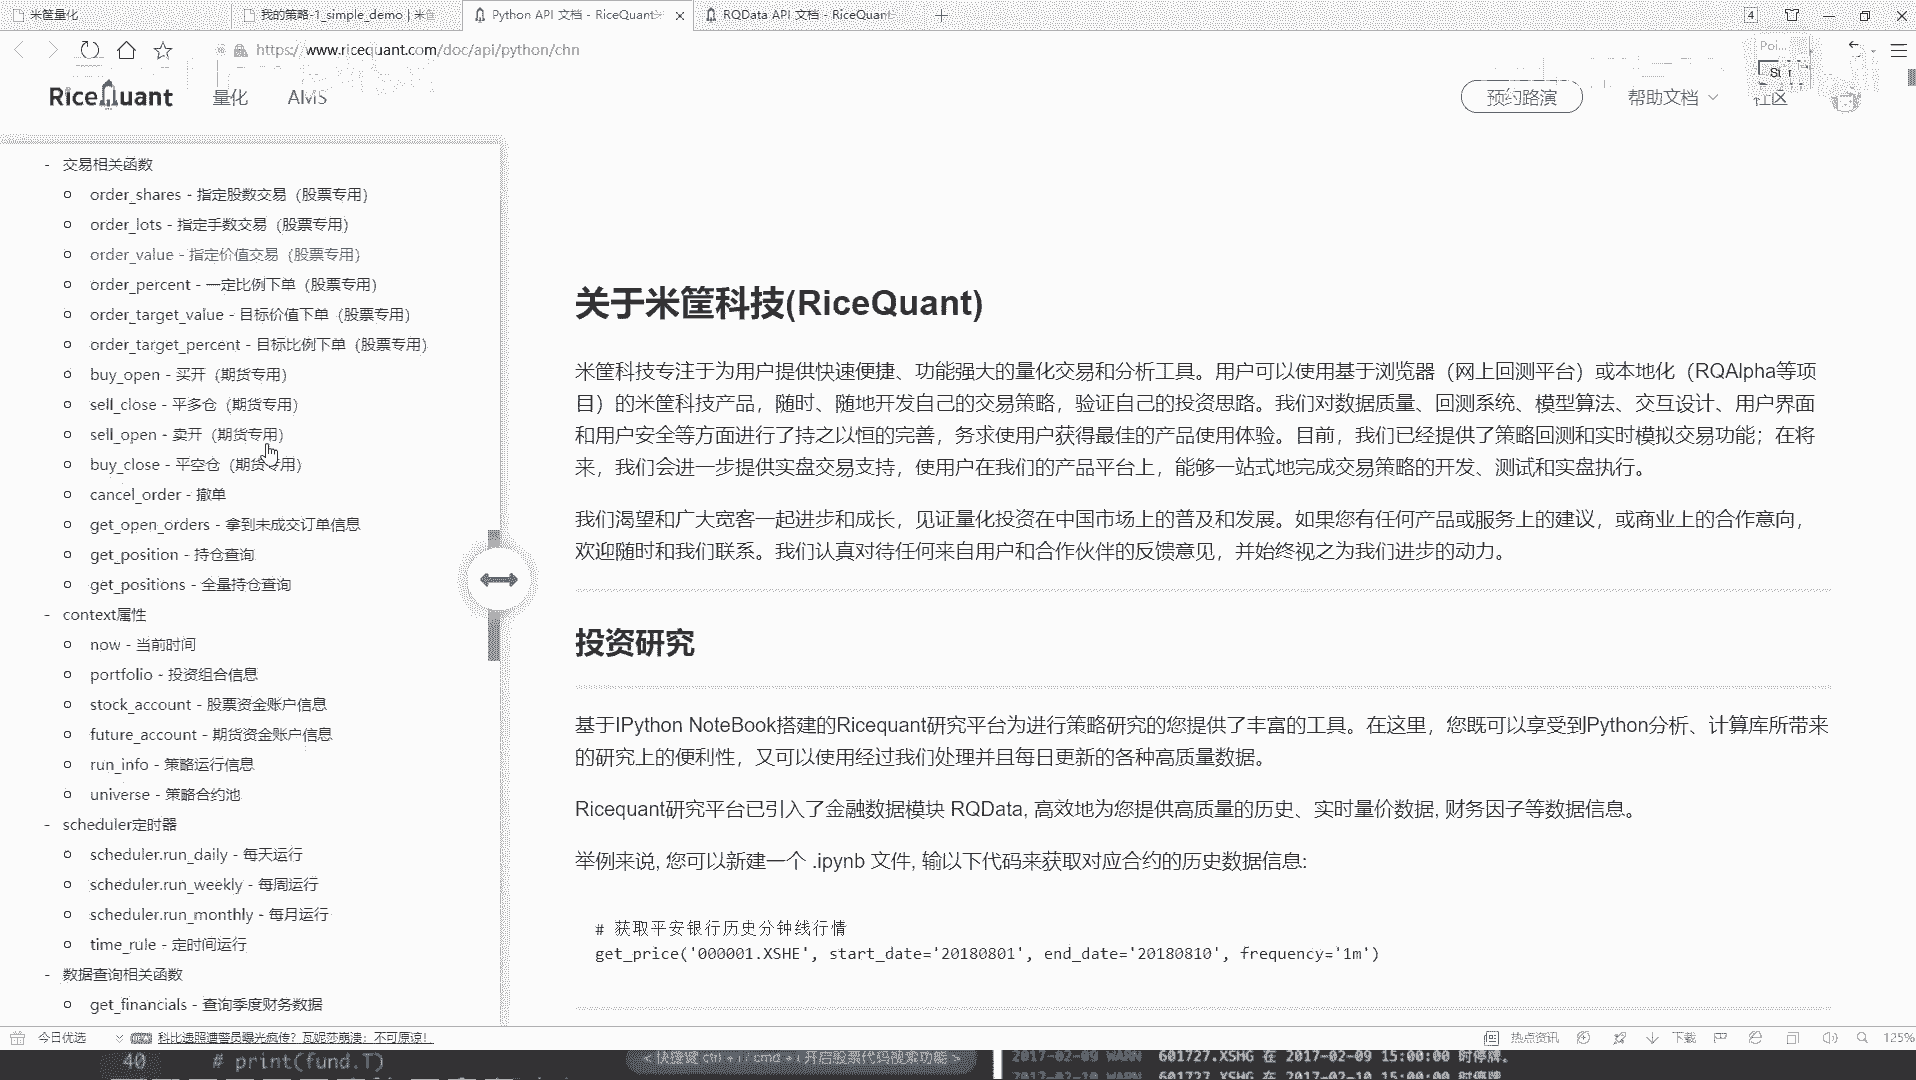 米筐量化
我的策略-1_simple_demo | 米筐
Python API 文档 - RiceQuant
RQData API 文档 - RiceQuant
4
https://www.ricequant.com/doc/api/python/chn
RiceQuant 量化 AMS
预约路演 帮助文档 社区
- 交易相关函数
order_shares - 指定股数交易（股票专用）
order_lots - 指定手数交易（股票专用）
order_value - 指定价值交易（股票专用）
order_percent - 一定比例下单（股票专用）
order_target_value - 目标价值下单（股票专用）
order_target_percent - 目标比例下单（股票专用）
buy_open - 买开（期货专用）
sell_close - 平多仓（期货专用）
sell_open - 卖开（期货专用）
buy_close - 平空仓（期货专用）
cancel_order - 撤单
get_open_orders - 拿到未成交订单信息
get_position - 持仓查询
get_positions - 全量持仓查询
- context属性
now - 当前时间
portfolio - 投资组合信息
stock_account - 股票资金账户信息
future_account - 期货资金账户信息
run_info - 策略运行信息
universe - 策略合约池
- scheduler定时器
scheduler.run_daily - 每天运行
scheduler.run_weekly - 每周运行
scheduler.run_monthly - 每月运行
time_rule - 定时间运行
- 数据查询相关函数
get_financials - 查询季度财务数据
关于米筐科技(RiceQuant)
米筐科技专注于为用户提供快速便捷、功能强大的量化交易和分析工具。用户可以使用基于浏览器（网上回测平台）或本地化（RQAlpha等项
目）的米筐科技产品，随时、随地开发自己的交易策略，验证自己的投资思路。我们对数据质量、回测系统、模型算法、交互设计、用户界面
和用户安全等方面进行了持之以恒的完善，务求使用户获得最佳的产品使用体验。目前，我们已经提供了策略回测和实时模拟交易功能；在将
来，我们会进一步提供实盘交易支持，使用户在我们的产品平台上，能够一站式地完成交易策略的开发、测试和实盘执行。
我们渴望和广大宽客一起进步和成长，见证量化投资在中国市场上的普及和发展。如果您有任何产品或服务上的建议，或商业上的合作意向，
欢迎随时和我们联系。我们认真对待任何来自用户和合作伙伴的反馈意见，并始终视之为我们进步的动力。
投资研究
基于IPython NoteBook搭建的Ricequant研究平台为进行策略研究的您提供了丰富的工具。在这里，您既可以享受到Python分析、计算库所带来
的研究上的便利性，又可以使用经过我们处理并且每日更新的各种高质量数据。
Ricequant研究平台已引入了金融数据模块 RQData, 高效地为您提供高质量的历史、实时量价数据, 财务因子等数据信息。
举例来说, 您可以新建一个 .ipynb 文件, 输以下代码来获取对应合约的历史数据信息:
# 获取平安银行历史分钟线行情
get_price('000001.XSHE', start_date='20180801', end_date='20180810', frequency='1m')
今日优选 科比遗照遭警员曝光疯传？瓦妮莎崩溃：不可原谅！
热点资讯 下载 125%
40 # print(fund.T)
<快捷键 ctrl + i / cmd + i 开启股票代码搜索功能>
2017-02-09 WARN 601727.XSHG 在 2017-02-09 15:00:00 时停牌。
2017-02-10 WARN 601727.XSHG 在 2017-02-10 15:00:00 时停牌。